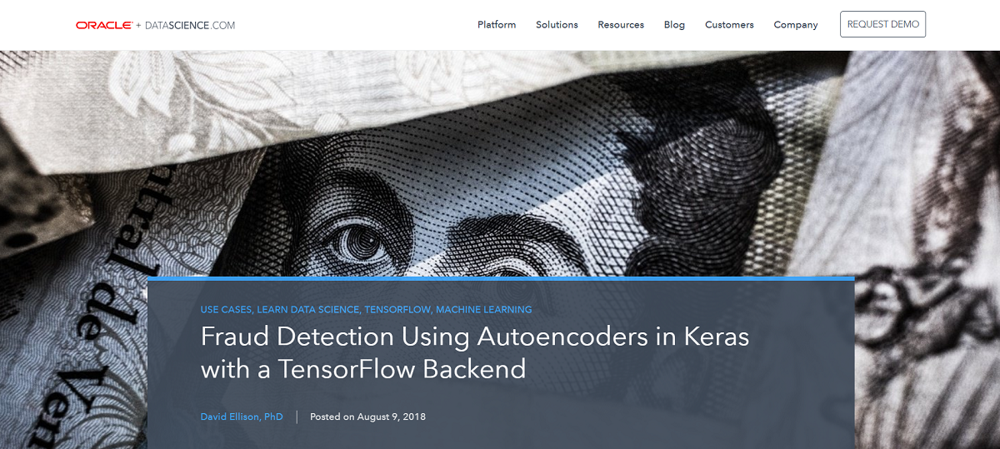 ORACLE + DATASCIENCE.COM
Platform Solutions Resources Blog Customers Company REQUEST DEMO
ntral de Ven
USE CASES, LEARN DATA SCIENCE, TENSORFLOW, MACHINE LEARNING
Fraud Detection Using Autoencoders in Keras
with a TensorFlow Backend
David Ellison, PhD | Posted on August 9, 2018